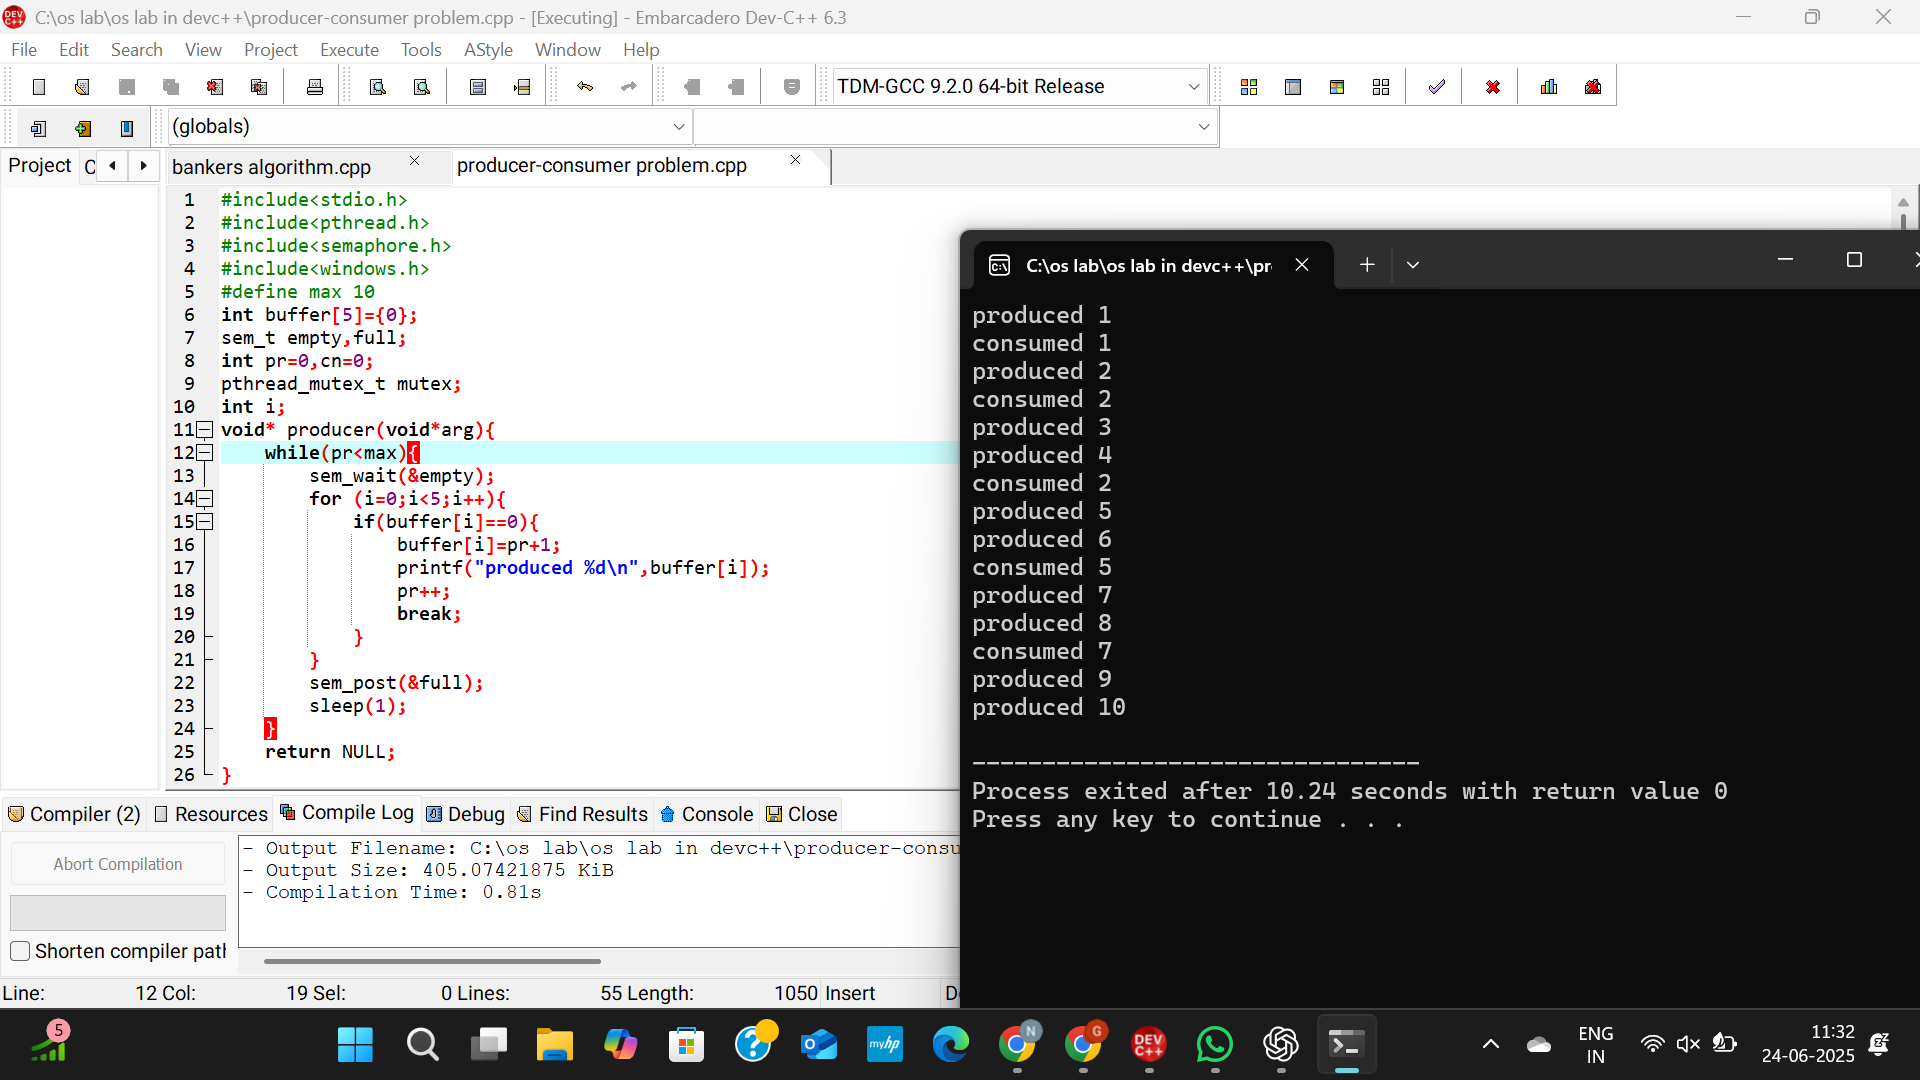 C:\os lab\os lab in devc++\producer-consumer problem.cpp - [Executing] - Embarcadero Dev-C++ 6.3
File Edit Search View Project Execute Tools AStyle Window Help
TDM-GCC 9.2.0 64-bit Release
(globals)
Project C
bankers algorithm.cpp
producer-consumer problem.cpp
1 #include<stdio.h>
2 #include<pthread.h>
3 #include<semaphore.h>
4 #include<windows.h>
5 #define max 10
6 int buffer[5]={0};
7 sem_t empty,full;
8 int pr=0,cn=0;
9 pthread_mutex_t mutex;
10 int i;
11 void* producer(void*arg){
12 while(pr<max){
13 sem_wait(&empty);
14 for (i=0;i<5;i++){
15 if(buffer[i]==0){
16 buffer[i]=pr+1;
17 printf("produced %d\n",buffer[i]);
18 pr++;
19 break;
20 }
21 }
22 sem_post(&full);
23 sleep(1);
24 }
25 return NULL;
26 }
C:\os lab\os lab in devc++\pr
produced 1
consumed 1
produced 2
consumed 2
produced 3
produced 4
consumed 2
produced 5
produced 6
consumed 5
produced 7
produced 8
consumed 7
produced 9
produced 10
--------------------------------
Process exited after 10.24 seconds with return value 0
Press any key to continue . . .
Compiler (2) Resources Compile Log Debug Find Results Console Close
Abort Compilation
Shorten compiler path
- Output Filename: C:\os lab\os lab in devc++\producer-consu
- Output Size: 405.07421875 KiB
- Compilation Time: 0.81s
Line: 12 Col: 19 Sel: 0 Lines: 55 Length: 1050 Insert D
5
myhp
N
G
DEV C++
ENG
IN
11:32
24-06-2025